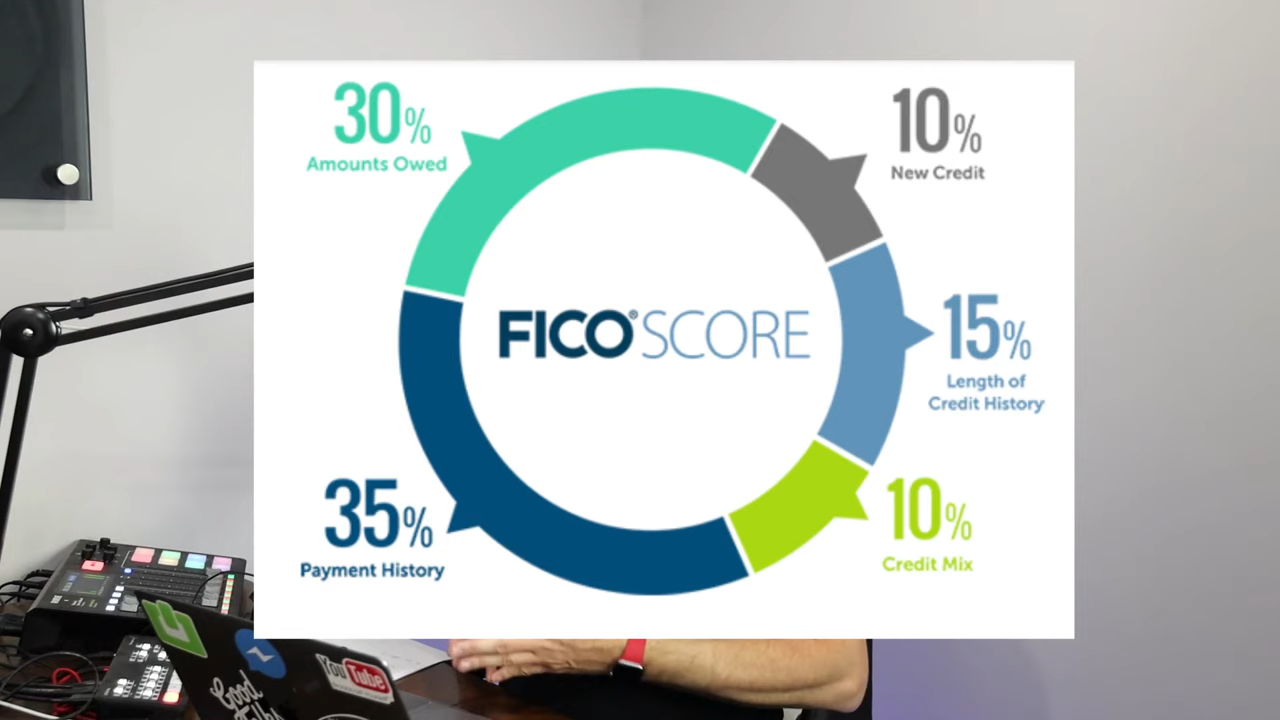 30%
Amounts Owed
10%
New Credit
FICO® SCORE
15%
Length of
Credit History
35%
Payment History
10%
Credit Mix
YouTube
Good